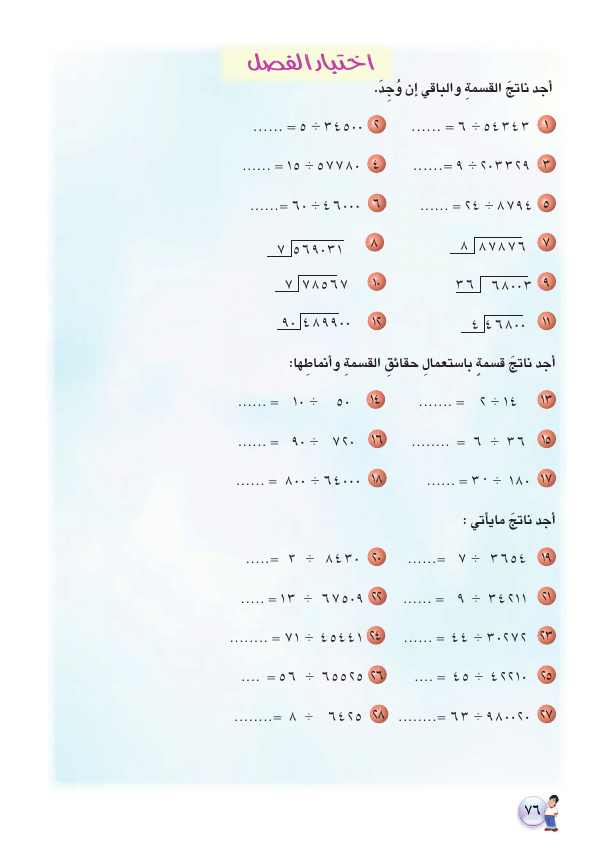 اختبار الفصل
أجد ناتجَ القسمةِ والباقي إن وُجِدَ.
١ ٥٤٣٤٣ ÷ ٦ = ...... ٢ ٣٤٥٠٠ ÷ ٥ = ......
٣ ٢٠٣٣٢٩ ÷ ٩ =...... ٤ ٥٧٧٨٠ ÷ ١٥ = ......
٥ ٨٧٩٤ ÷ ٢٤ = ...... ٦ ٤٦٠٠٠ ÷ ٦٠ =......
٧ ٨ ٨٧٨٧٦ ٨ ٧ ٥٦٩٠٣١
٩ ٣٦ ٦٨٠٠٣ ١٠ ٧ ٧٨٥٦٧
١١ ٤ ٤٦٨٠٠ ١٢ ٩٠ ٤٨٩٩٠٠
أجد ناتجَ قسمةٍ باستعمالِ حقائقِ القسمةِ وأنماطِها:
١٣ ١٤ ÷ ٢ = ....... ١٤ ٥٠ ÷ ١٠ = ......
١٥ ٣٦ ÷ ٦ = ........ ١٦ ٧٢٠ ÷ ٩٠ = ......
١٧ ١٨٠ ÷ ٣٠ = ...... ١٨ ٦٤٠٠٠ ÷ ٨٠٠ = ......
أجد ناتجَ مايأتي :
١٩ ٣٦٥٤ ÷ ٧ =...... ٢٠ ٨٤٣٠ ÷ ٣ =.....
٢١ ٣٤٢١١ ÷ ٩ = ...... ٢٢ ٦٧٥٠٩ ÷ ١٣ = .....
٢٣ ٣٠٢٧٢ ÷ ٤٤ = ...... ٢٤ ٤٥٤٤١ ÷ ٧١ = ........
٢٥ ٤٢٢١٠ ÷ ٤٥ = .... ٢٦ ٦٥٥٢٥ ÷ ٥٦ = ....
٢٧ ٩٨٠٠٢٠ ÷ ٦٣ =........ ٢٨ ٦٤٢٥ ÷ ٨ =........
٧٦